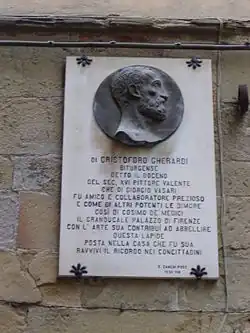 DI CRISTOFORO GHERARDI
BITURGENSE
DETTO IL DOCENO
DEL SEC. XVI PITTORE VALENTE
CHE DI GIORGIO VASARI
FU AMICO E COLLABORATORE PREZIOSO
E COME DI ALTRI POTENTI LE DIMORE
COSÌ DI COSIMO DE' MEDICI
IL GRANDUCALE PALAZZO DI FIRENZE
CON L'ARTE SUA CONTRIBUÌ AD ABBELLIRE
QUESTA LAPIDE
POSTA NELLA CASA CHE FU SUA
RAVVIVI IL RICORDO NEI CONCITTADINI